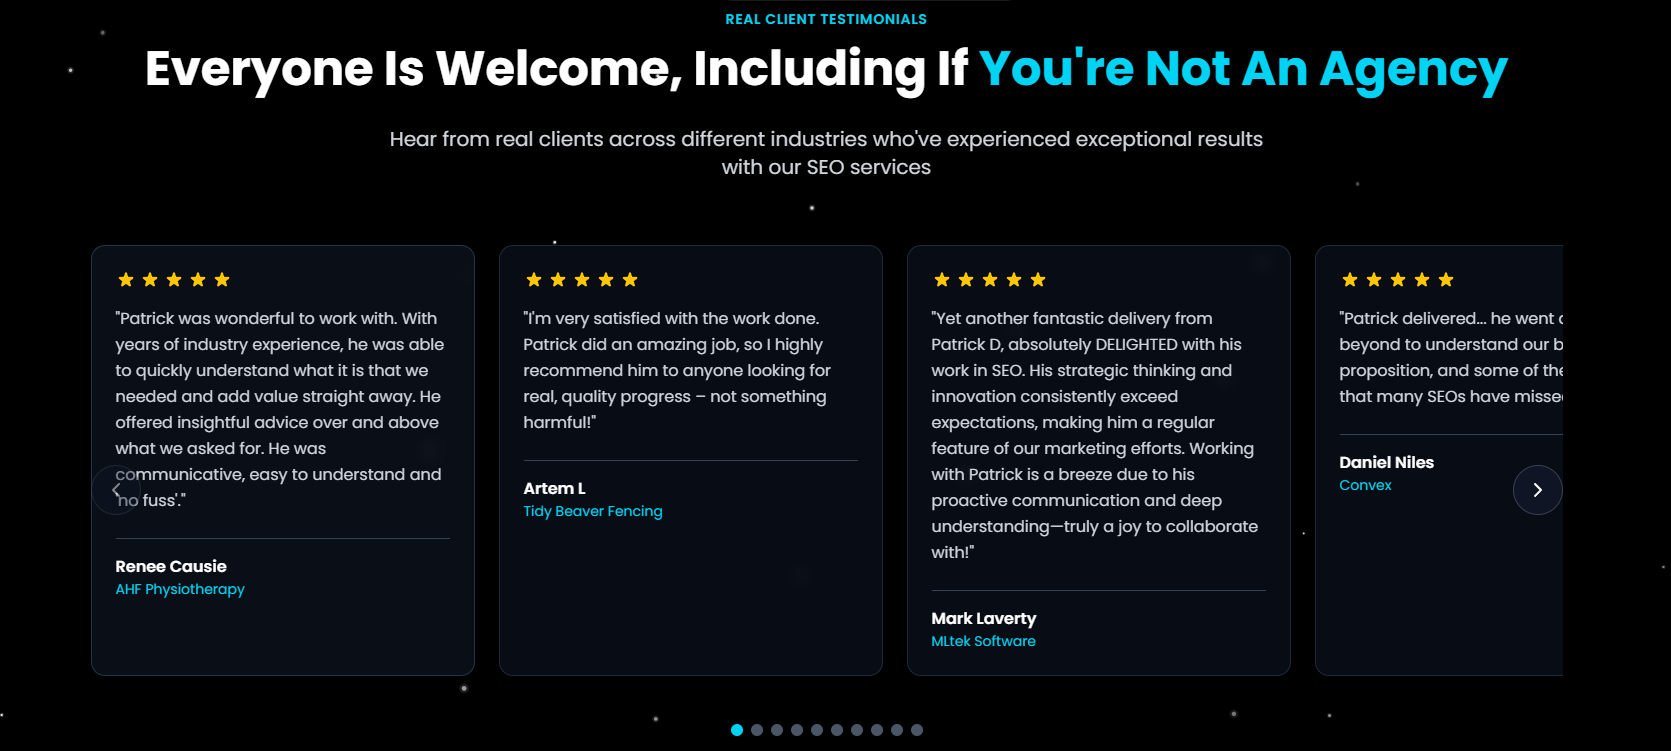 REAL CLIENT TESTIMONIALS
Everyone Is Welcome, Including If You're Not An Agency
Hear from real clients across different industries who've experienced exceptional results
with our SEO services
"Patrick was wonderful to work with. With
years of industry experience, he was able
to quickly understand what it is that we
needed and add value straight away. He
offered insightful advice over and above
what we asked for. He was
communicative, easy to understand and
'no fuss'."
Renee Causie
AHF Physiotherapy
"I'm very satisfied with the work done.
Patrick did an amazing job, so I highly
recommend him to anyone looking for
real, quality progress – not something
harmful!"
Artem L
Tidy Beaver Fencing
"Yet another fantastic delivery from
Patrick D, absolutely DELIGHTED with his
work in SEO. His strategic thinking and
innovation consistently exceed
expectations, making him a regular
feature of our marketing efforts. Working
with Patrick is a breeze due to his
proactive communication and deep
understanding—truly a joy to collaborate
with!"
Mark Laverty
MLtek Software
"Patrick delivered... he went
beyond to understand our
proposition, and some of
that many SEOs have
Daniel Niles
Convex